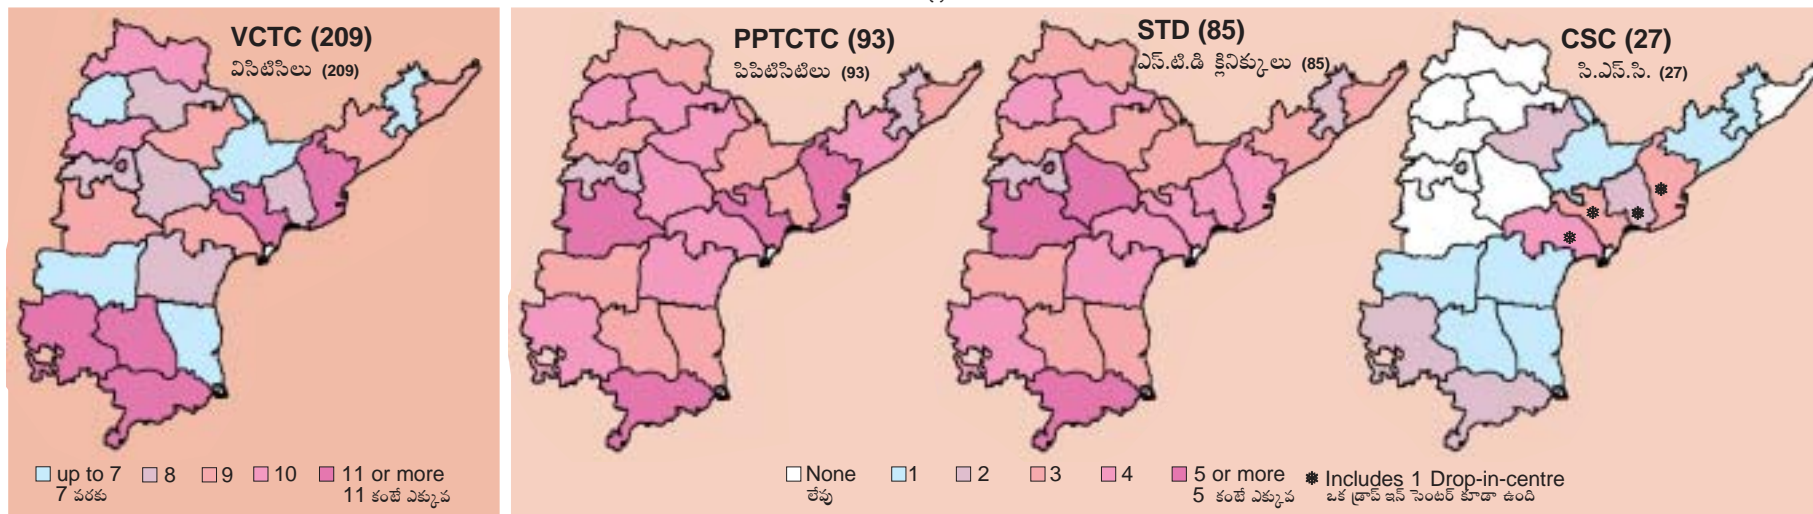 VCTC (209)
విసిటిసిలు (209)
PPTCTC (93)
పిపిటిసిటిలు (93)
STD (85)
ఎస్.టి.డి క్లినిక్కులు (85)
CSC (27)
సి.ఎస్.సి. (27)
up to 7 8 9 10 11 or more
7 వరకు 11 కంటే ఎక్కువ
None 1 2 3 4 5 or more Includes 1 Drop-in-centre
లేవు 5 కంటే ఎక్కువ ఒక డ్రాప్ ఇన్ సెంటర్ కూడా ఉంది